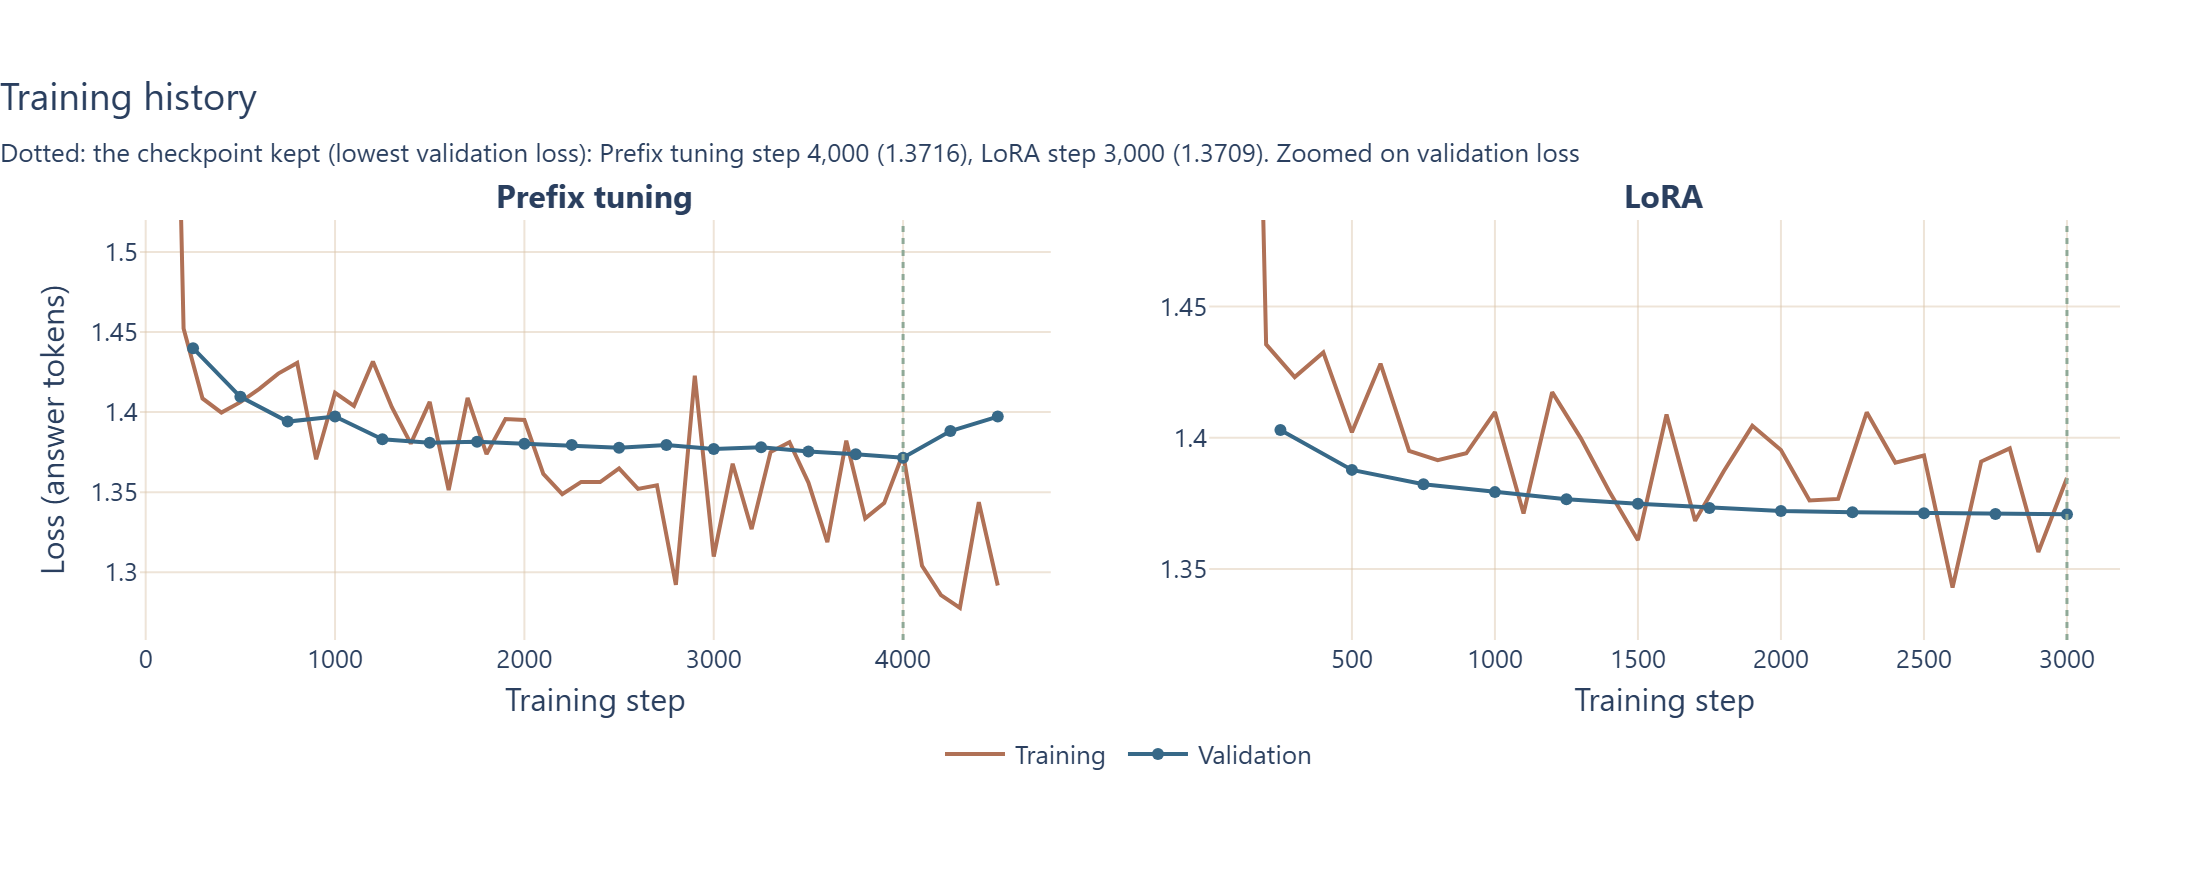 Training history
Dotted: the checkpoint kept (lowest validation loss): Prefix tuning step 4,000 (1.3716), LoRA step 3,000 (1.3709). Zoomed on validation loss
Prefix tuning
Loss (answer tokens)
1.5
1.45
1.4
1.35
1.3
0 1000 2000 3000 4000
Training step
LoRA
1.45
1.4
1.35
500 1000 1500 2000 2500 3000
Training step
Training Validation